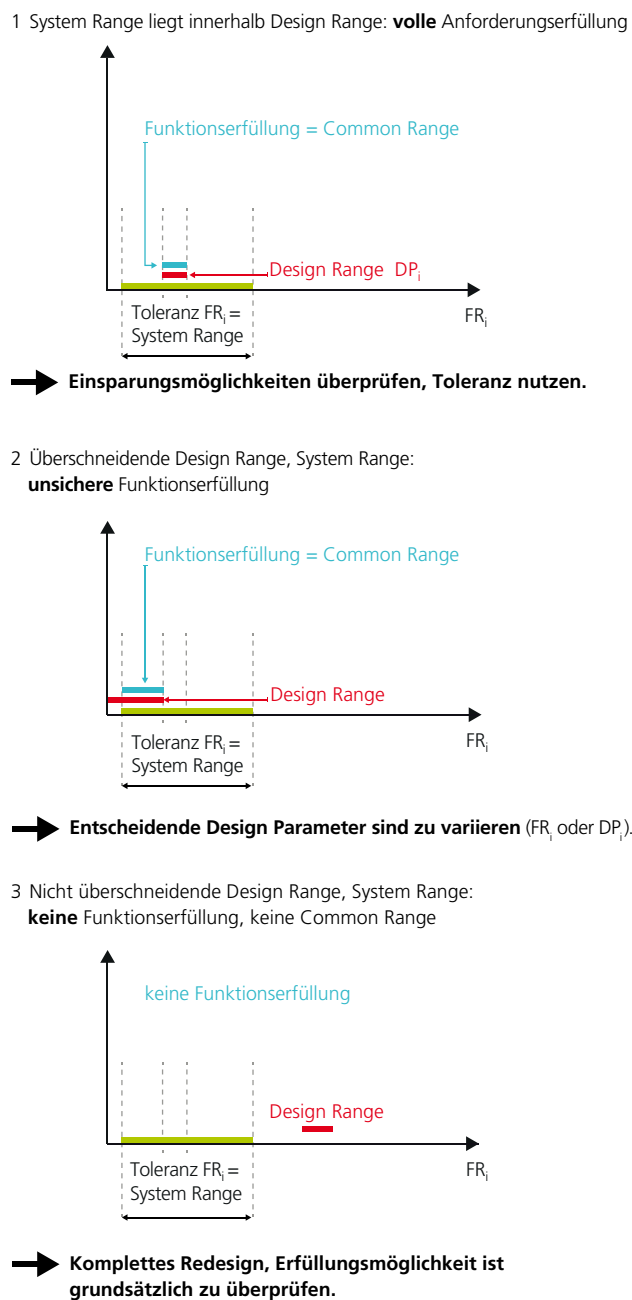 1 System Range liegt innerhalb Design Range: volle Anforderungserfüllung
Funktionserfüllung = Common Range
Design Range DPi
Toleranz FRi =
System Range
FRi
Einsparungsmöglichkeiten überprüfen, Toleranz nutzen.
2 Überschneidende Design Range, System Range:
unsichere Funktionserfüllung
Funktionserfüllung = Common Range
Design Range
Toleranz FRi =
System Range
FRi
Entscheidende Design Parameter sind zu variieren (FRi oder DPi).
3 Nicht überschneidende Design Range, System Range:
keine Funktionserfüllung, keine Common Range
keine Funktionserfüllung
Design Range
Toleranz FRi =
System Range
FRi
Komplettes Redesign, Erfüllungsmöglichkeit ist
grundsätzlich zu überprüfen.